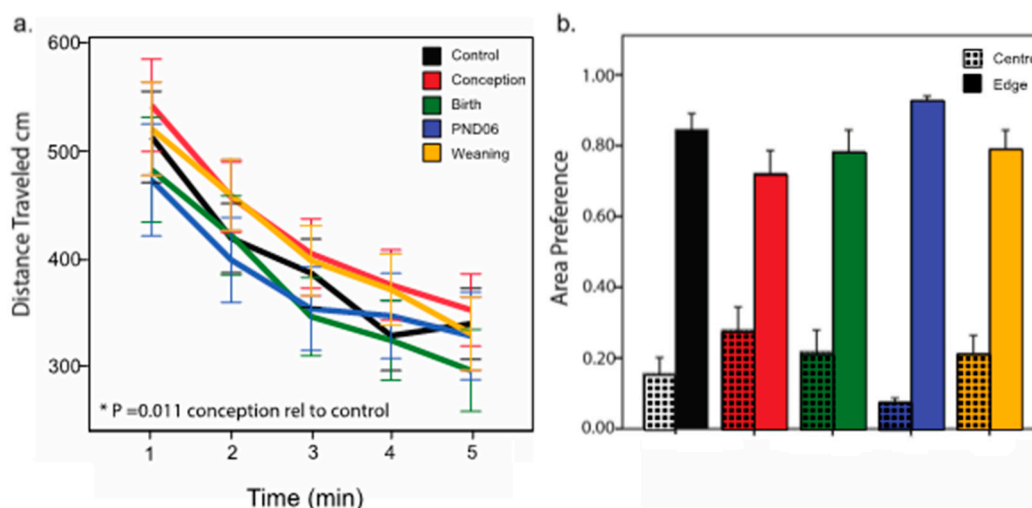 a.
600
500
400
300
Distance Traveled cm
Control
Conception
Birth
PND06
Weaning
* P =0.011 conception rel to control
1 2 3 4 5
Time (min)
b.
1.00
0.80
0.60
0.40
0.20
0.00
Area Preference
Edge